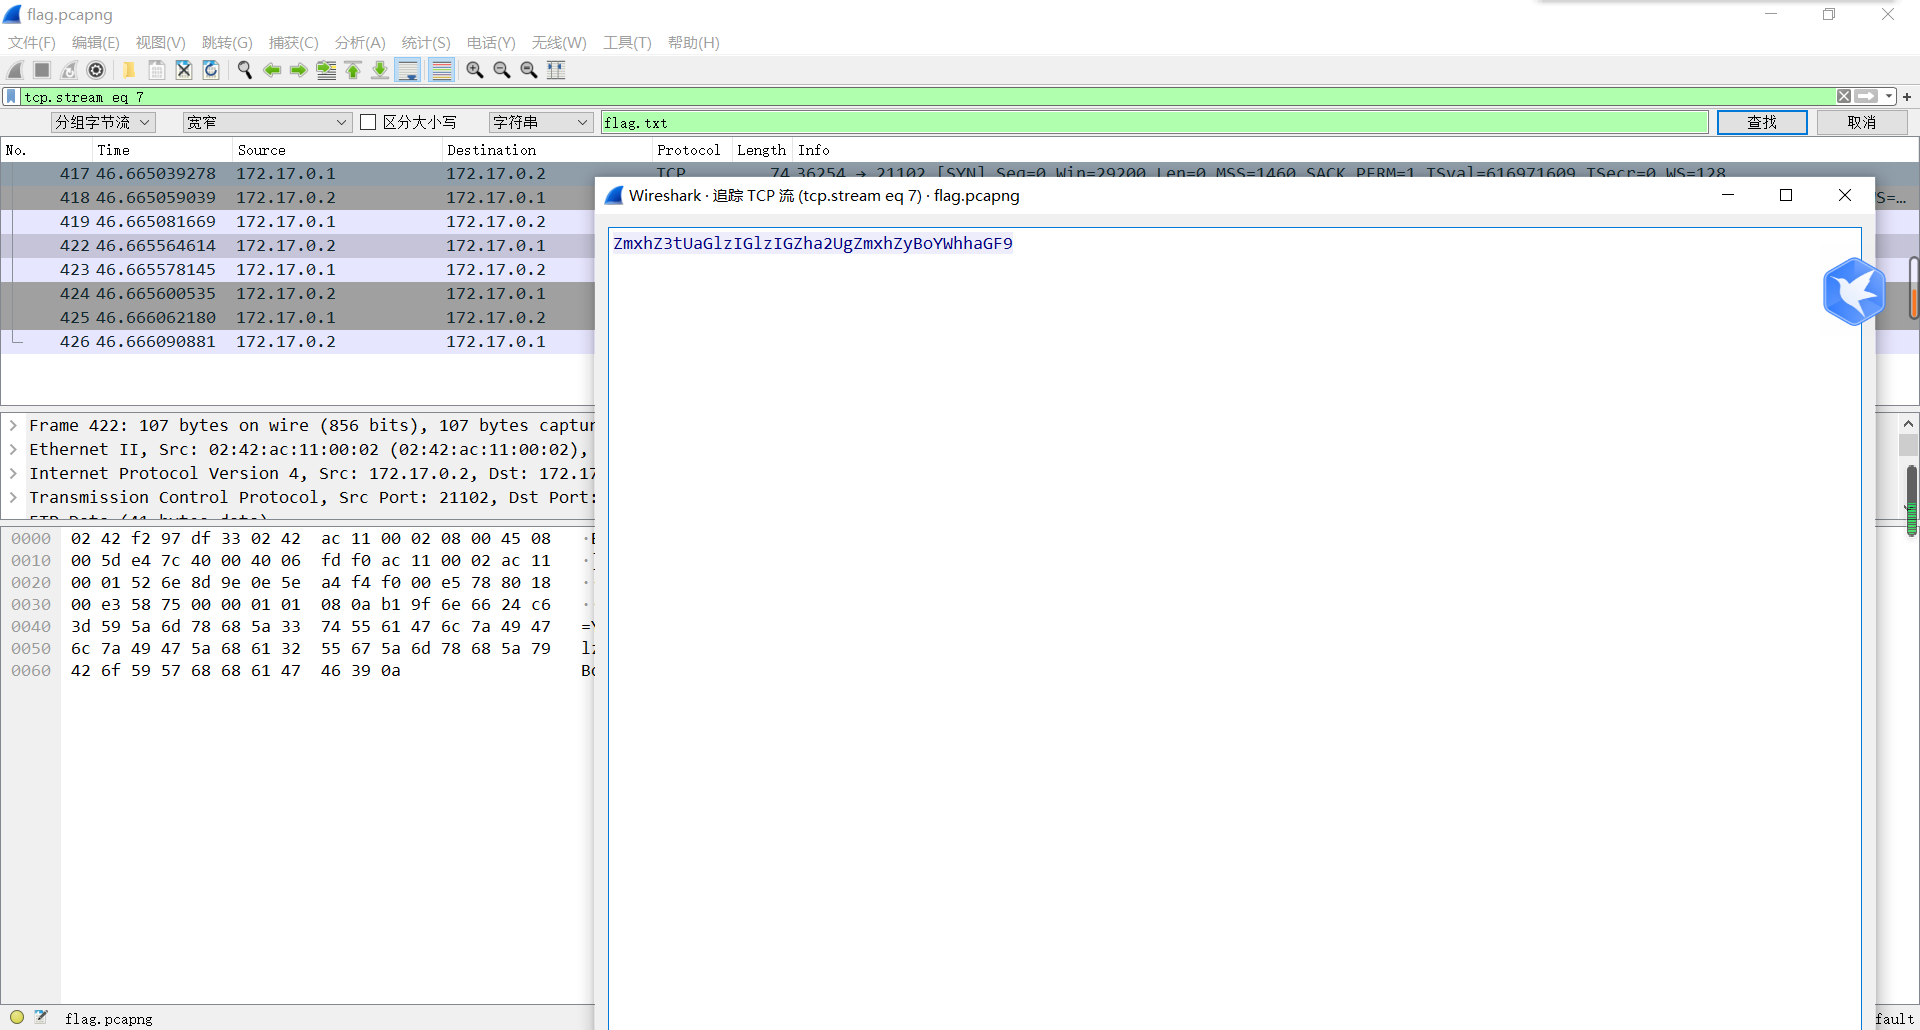 flag.pcapng
文件(F) 编辑(E) 视图(V) 跳转(G) 捕获(C) 分析(A) 统计(S) 电话(Y) 无线(W) 工具(T) 帮助(H)
tcp.stream eq 7
分组字节流 宽窄 区分大小写 字符串 flag.txt 查找 取消
No. Time Source Destination Protocol Length Info
417 46.665039278 172.17.0.1 172.17.0.2 TCP 74 36254 → 21102 [SYN] Seq=0 Win=29200 Len=0 MSS=1460 SACK_PERM=1 TSval=616971609 TSecr=0 WS=128
418 46.665059039 172.17.0.2 172.17.0.1 S=…
419 46.665081669 172.17.0.1 172.17.0.2
422 46.665564614 172.17.0.2 172.17.0.1
423 46.665578145 172.17.0.1 172.17.0.2
424 46.665600535 172.17.0.2 172.17.0.1
425 46.666062180 172.17.0.1 172.17.0.2
426 46.666090881 172.17.0.2 172.17.0.1
Wireshark · 追踪 TCP 流 (tcp.stream eq 7) · flag.pcapng
ZmxhZ3tUaGlzIGlzIGZha2UgZmxhZyBoYWhhaGF9
Frame 422: 107 bytes on wire (856 bits), 107 bytes captur
Ethernet II, Src: 02:42:ac:11:00:02 (02:42:ac:11:00:02),
Internet Protocol Version 4, Src: 172.17.0.2, Dst: 172.17
Transmission Control Protocol, Src Port: 21102, Dst Port:
FTP Data (41 bytes data)
0000 02 42 f2 97 df 33 02 42 ac 11 00 02 08 00 45 08
0010 00 5d e4 7c 40 00 40 06 fd f0 ac 11 00 02 ac 11
0020 00 01 52 6e 8d 9e 0e 5e a4 f4 f0 00 e5 78 80 18
0030 00 e3 58 75 00 00 01 01 08 0a b1 9f 6e 66 24 c6
0040 3d 59 5a 6d 78 68 5a 33 74 55 61 47 6c 7a 49 47 =Y
0050 6c 7a 49 47 5a 68 61 32 55 67 5a 6d 78 68 5a 79 lz
0060 42 6f 59 57 68 68 61 47 46 39 0a Bo
flag.pcapng
fault